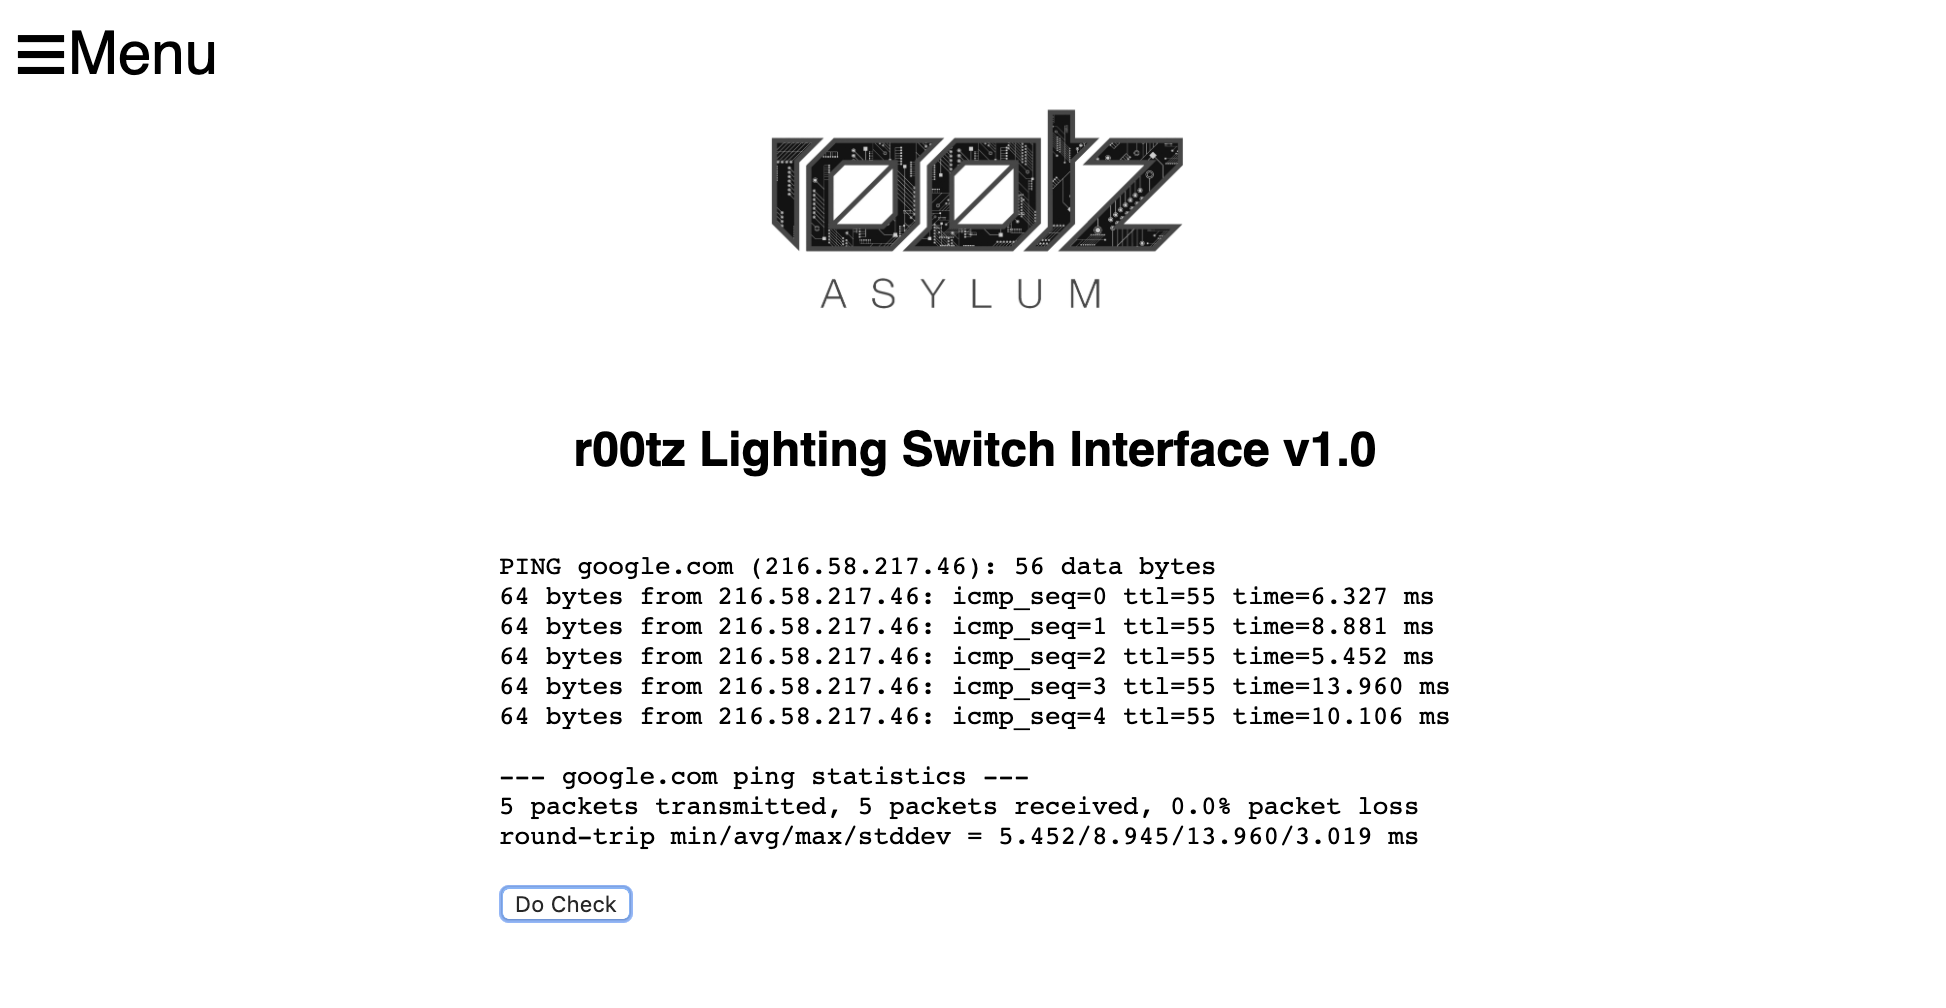 Menu
r00tz
ASYLUM
r00tz Lighting Switch Interface v1.0
PING google.com (216.58.217.46): 56 data bytes
64 bytes from 216.58.217.46: icmp_seq=0 ttl=55 time=6.327 ms
64 bytes from 216.58.217.46: icmp_seq=1 ttl=55 time=8.881 ms
64 bytes from 216.58.217.46: icmp_seq=2 ttl=55 time=5.452 ms
64 bytes from 216.58.217.46: icmp_seq=3 ttl=55 time=13.960 ms
64 bytes from 216.58.217.46: icmp_seq=4 ttl=55 time=10.106 ms
--- google.com ping statistics ---
5 packets transmitted, 5 packets received, 0.0% packet loss
round-trip min/avg/max/stddev = 5.452/8.945/13.960/3.019 ms
Do Check